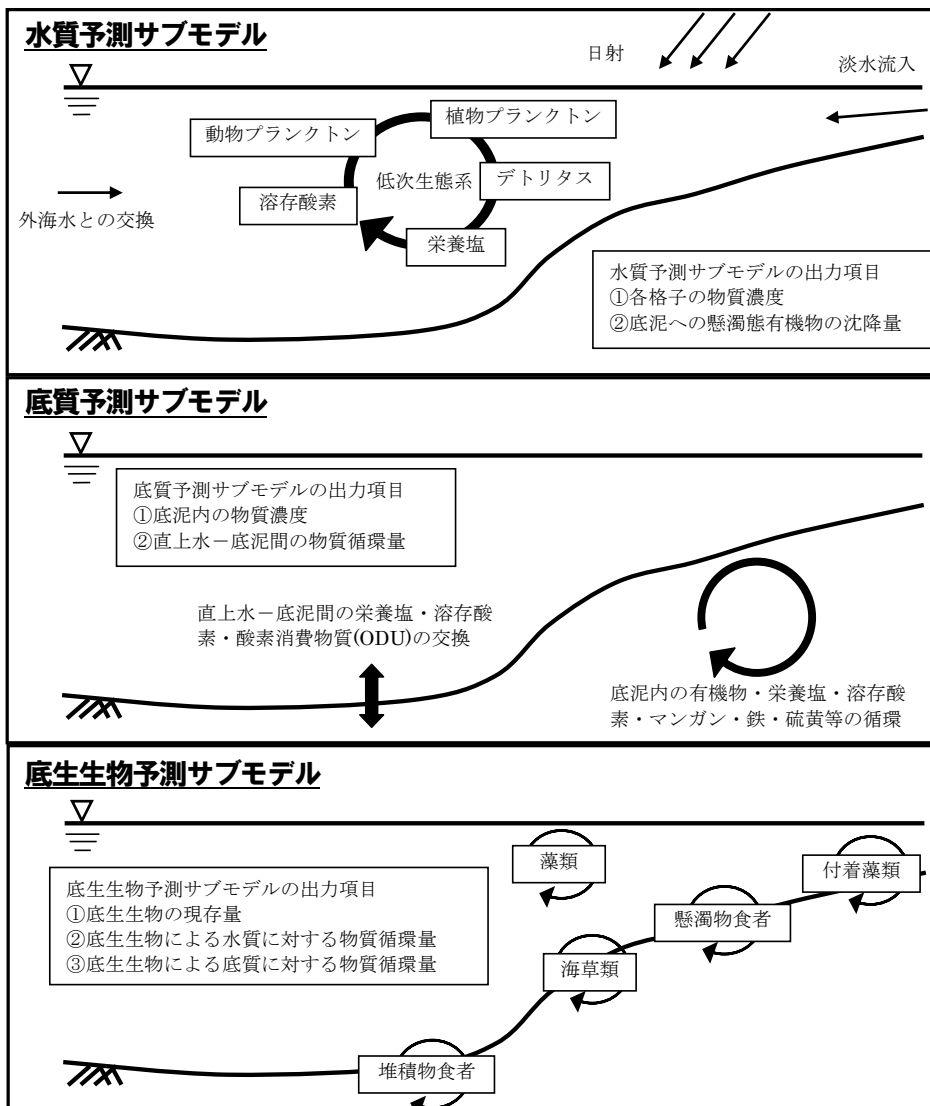 水質予測サブモデル
日射
淡水流入
植物プランクトン
動物プランクトン
低次生態系
デトリタス
溶存酸素
外海水との交換
栄養塩
水質予測サブモデルの出力項目
①各格子の物質濃度
②底泥への懸濁態有機物の沈降量
底質予測サブモデル
底質予測サブモデルの出力項目
①底泥内の物質濃度
②直上水－底泥間の物質循環量
直上水－底泥間の栄養塩・溶存酸
素・酸素消費物質(ODU)の交換
底泥内の有機物・栄養塩・溶存酸
素・マンガン・鉄・硫黄等の循環
底生生物予測サブモデル
藻類
付着藻類
底生生物予測サブモデルの出力項目
①底生生物の現存量
②底生生物による水質に対する物質循環量
③底生生物による底質に対する物質循環量
懸濁物食者
海草類
堆積物食者